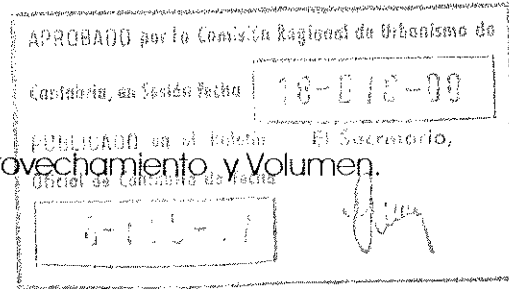 APROBADO por la Comisión Regional de Urbanismo de
Cantabria, en Sesión fecha
PUBLICADO en el Boletín El Secretario,
rovechamiento y Volumen.
Oficial de Cantabria de fecha